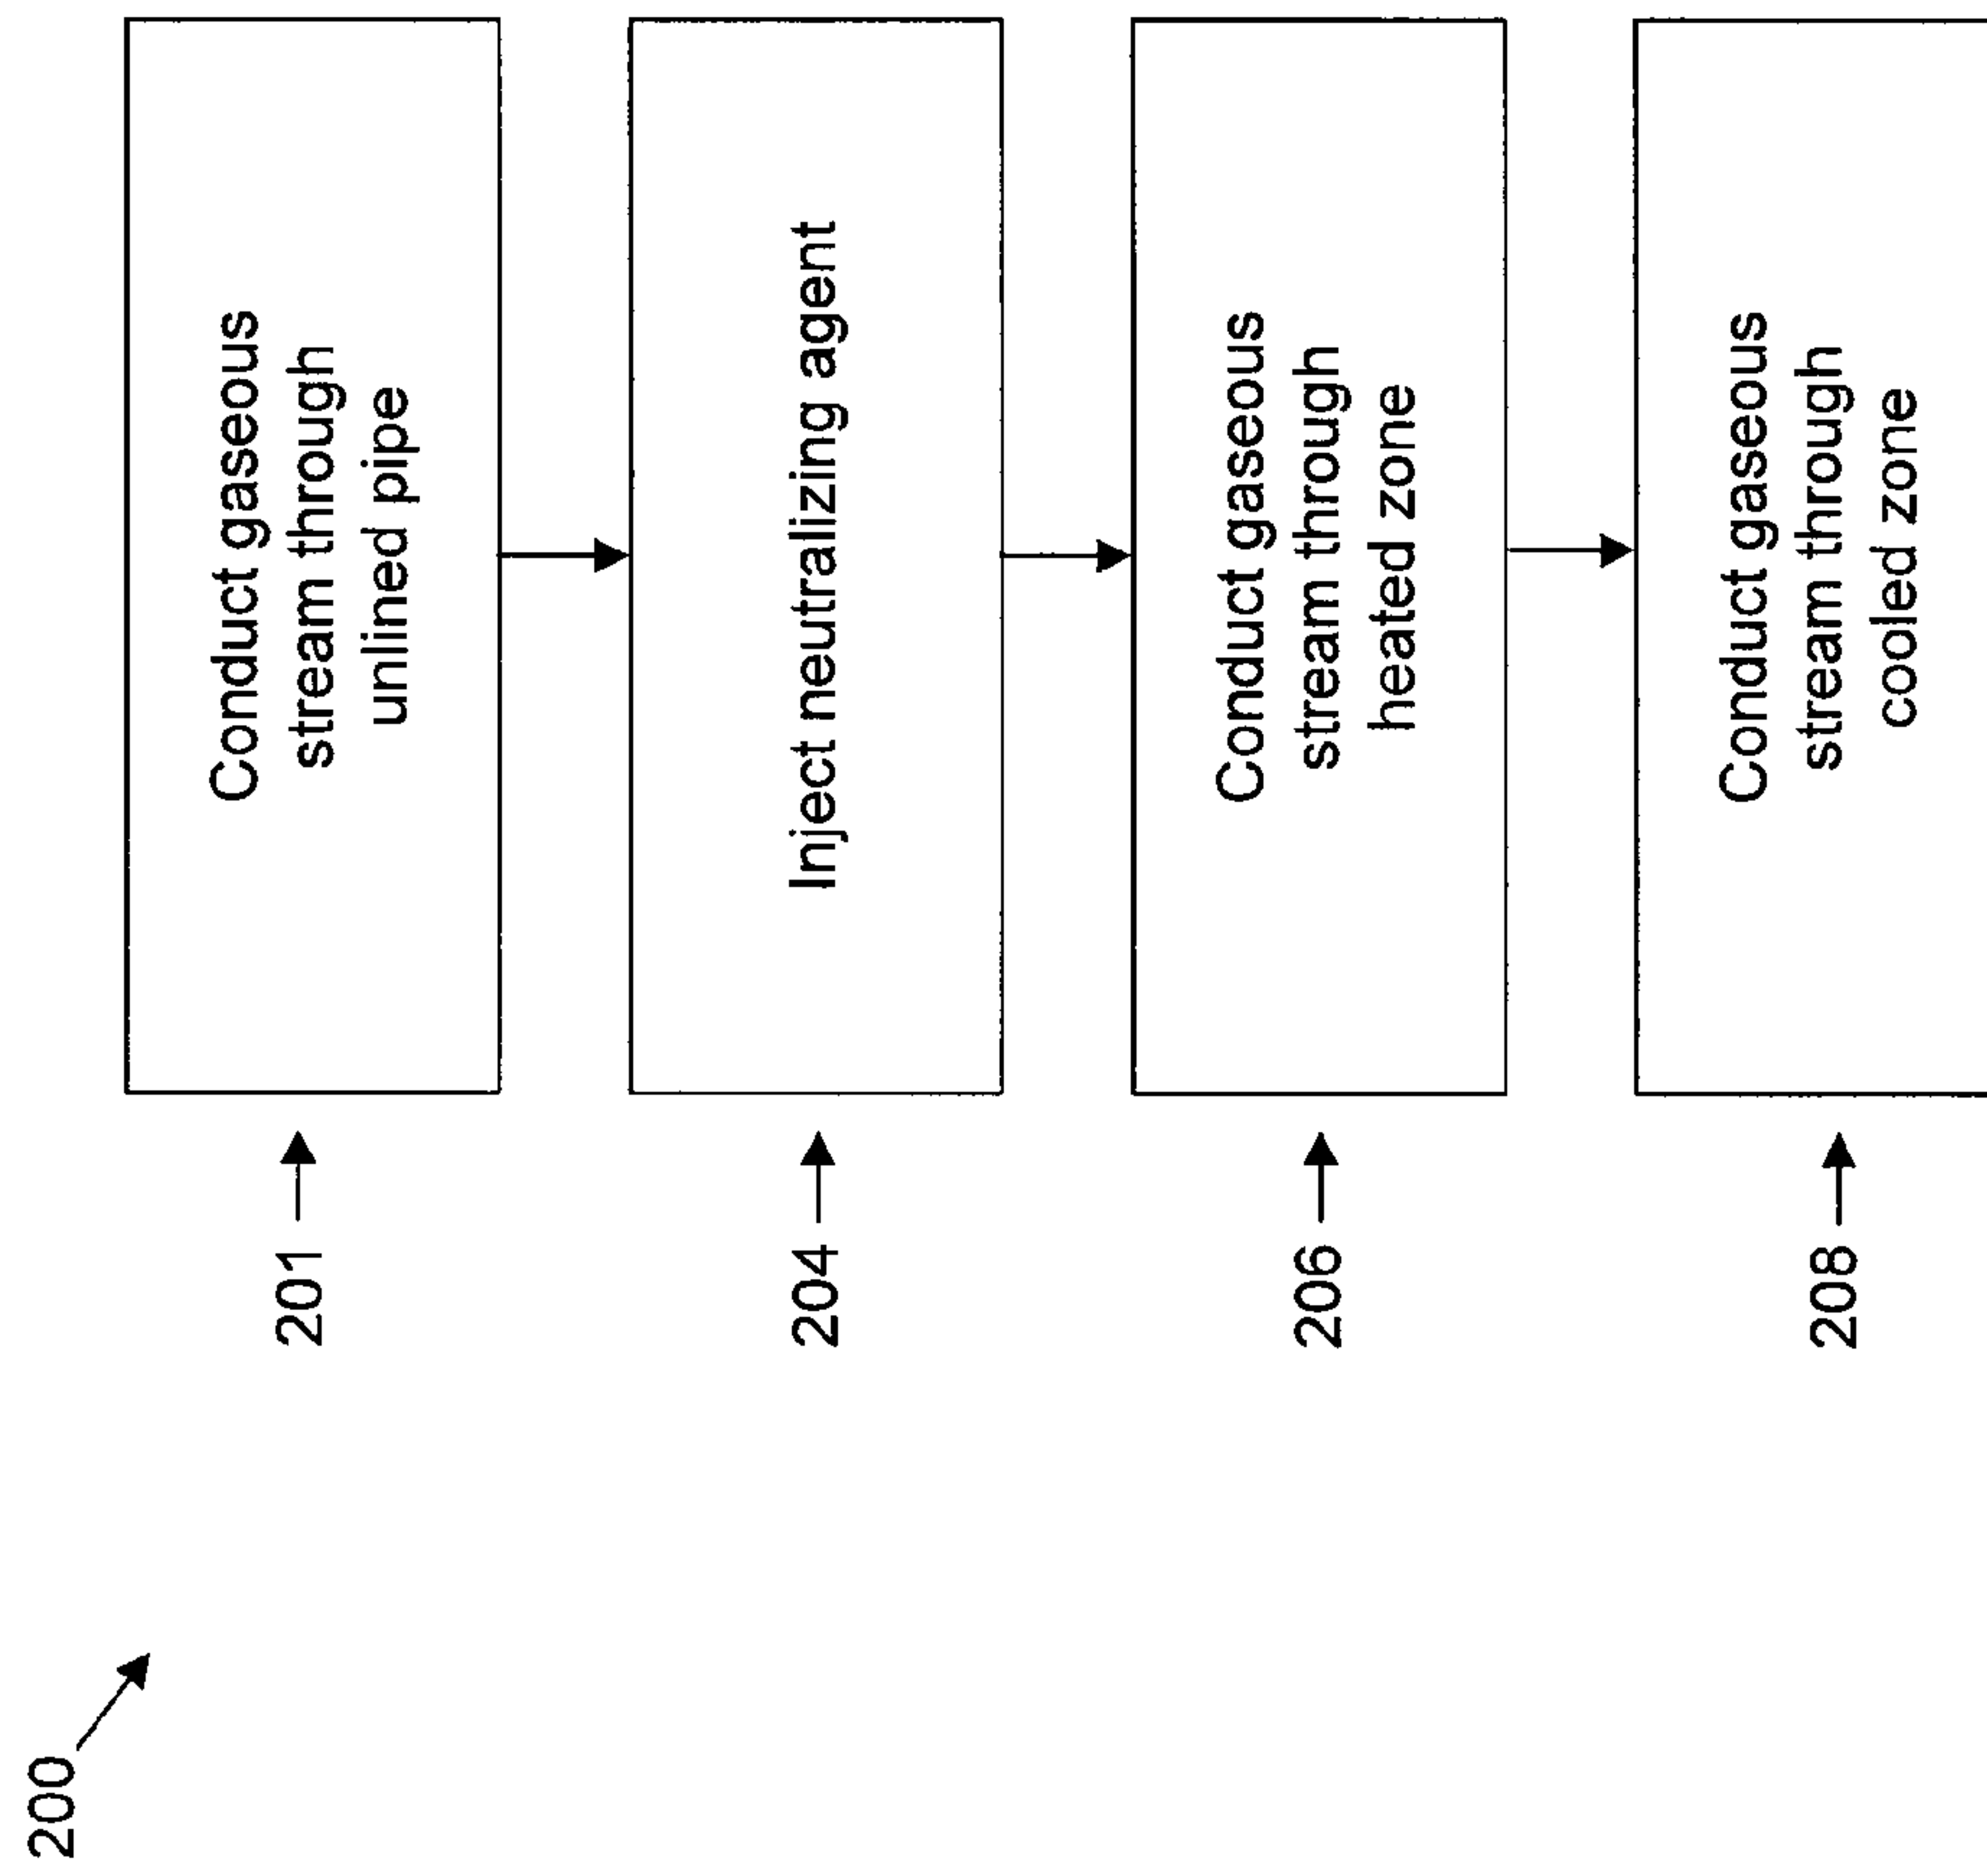 200
201
Conduct gaseous
stream through
unlined pipe
204
Inject neutralizing agent
206
Conduct gaseous
stream through
heated zone
208
Conduct gaseous
stream through
cooled zone